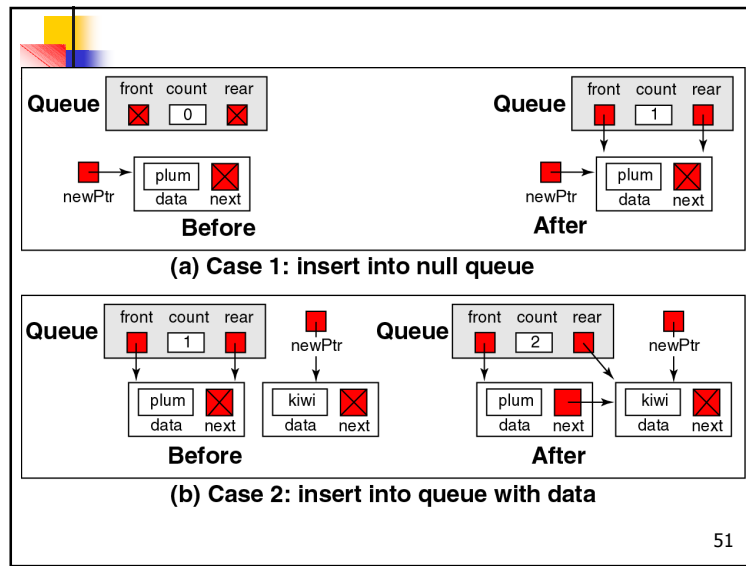 front count rear
Queue
0
plum
newPtr
data next
Before
front count rear
Queue
1
plum
newPtr
data next
After
(a) Case 1: insert into null queue
front count rear
Queue
1
newPtr
plum
data next
kiwi
data next
Before
front count rear
Queue
2
newPtr
plum
data next
kiwi
data next
After
(b) Case 2: insert into queue with data
51